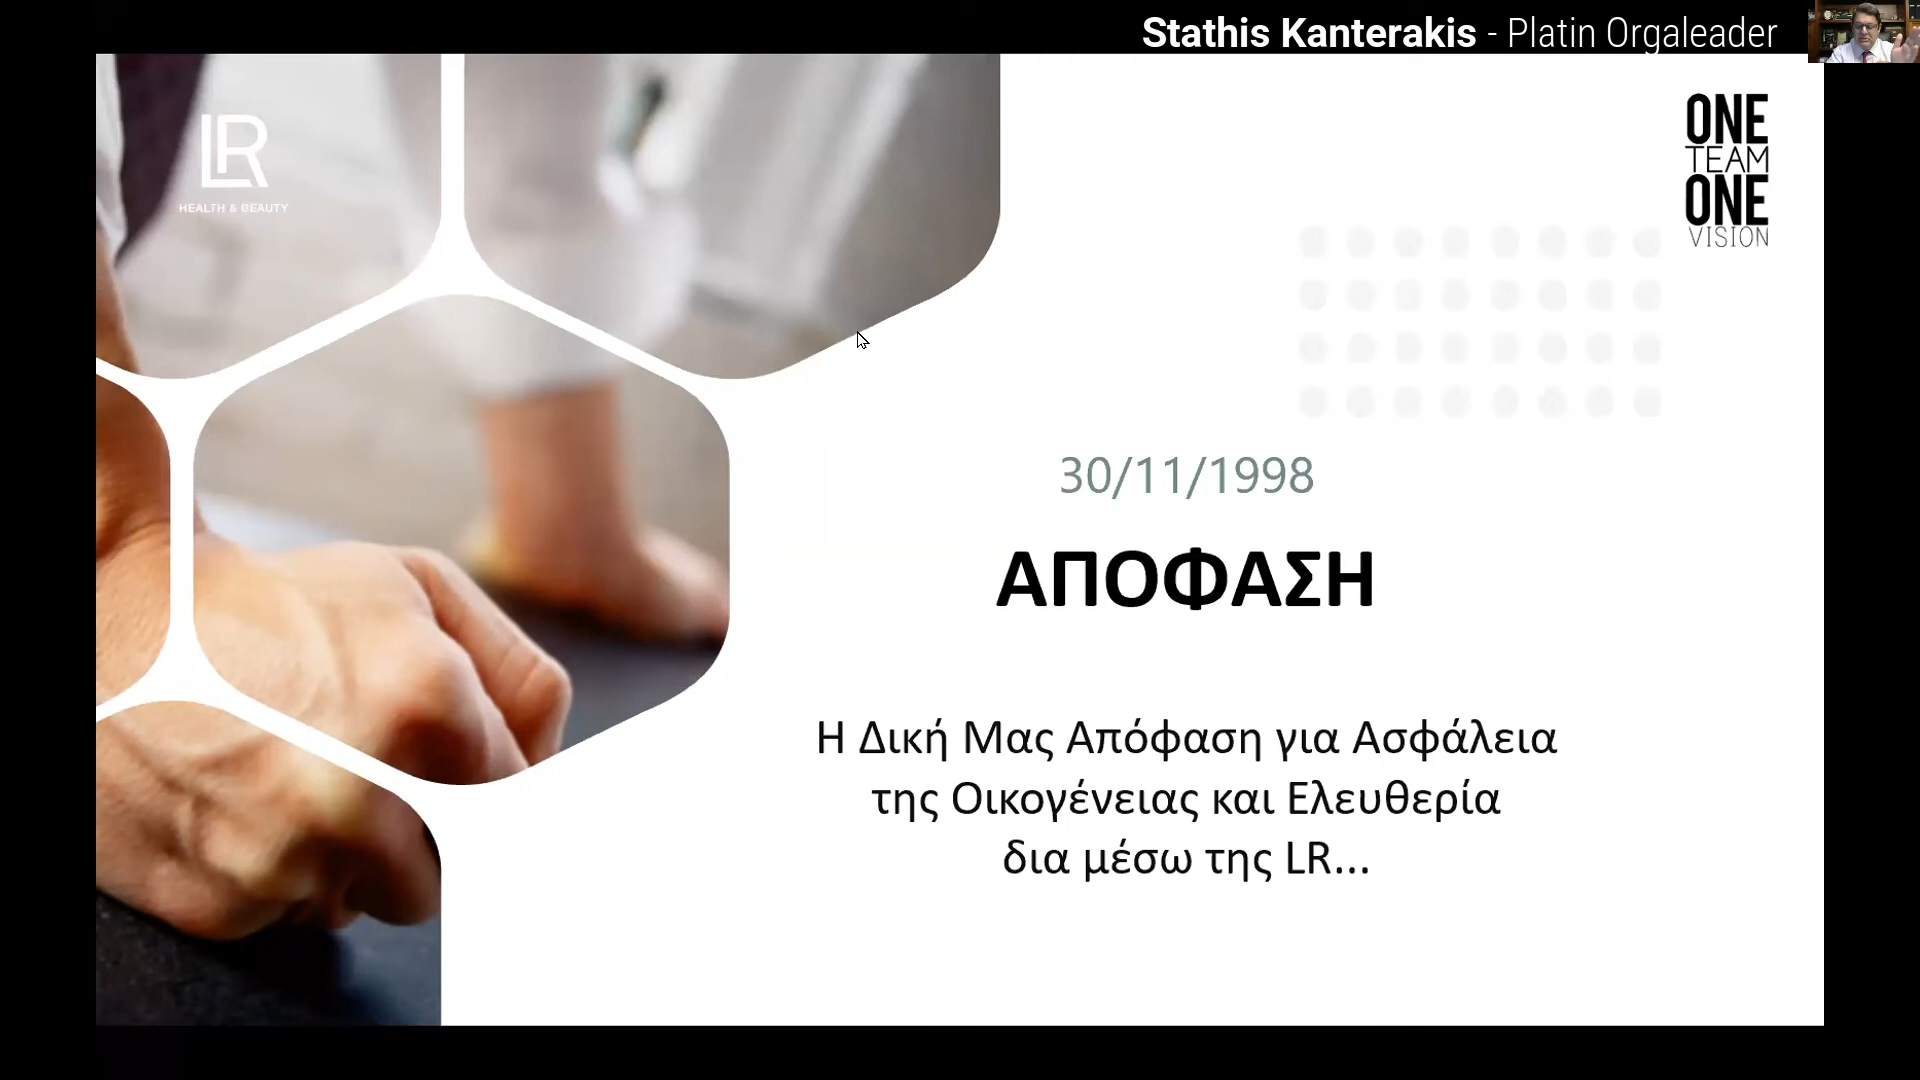 Stathis Kanterakis - Platin Orgaleader
LR
HEALTH & BEAUTY
ONE
TEAM
ONE
VISION
30/11/1998
ΑΠΟΦΑΣΗ
Η Δική Μας Απόφαση για Ασφάλεια
της Οικογένειας και Ελευθερία
δια μέσω της LR...